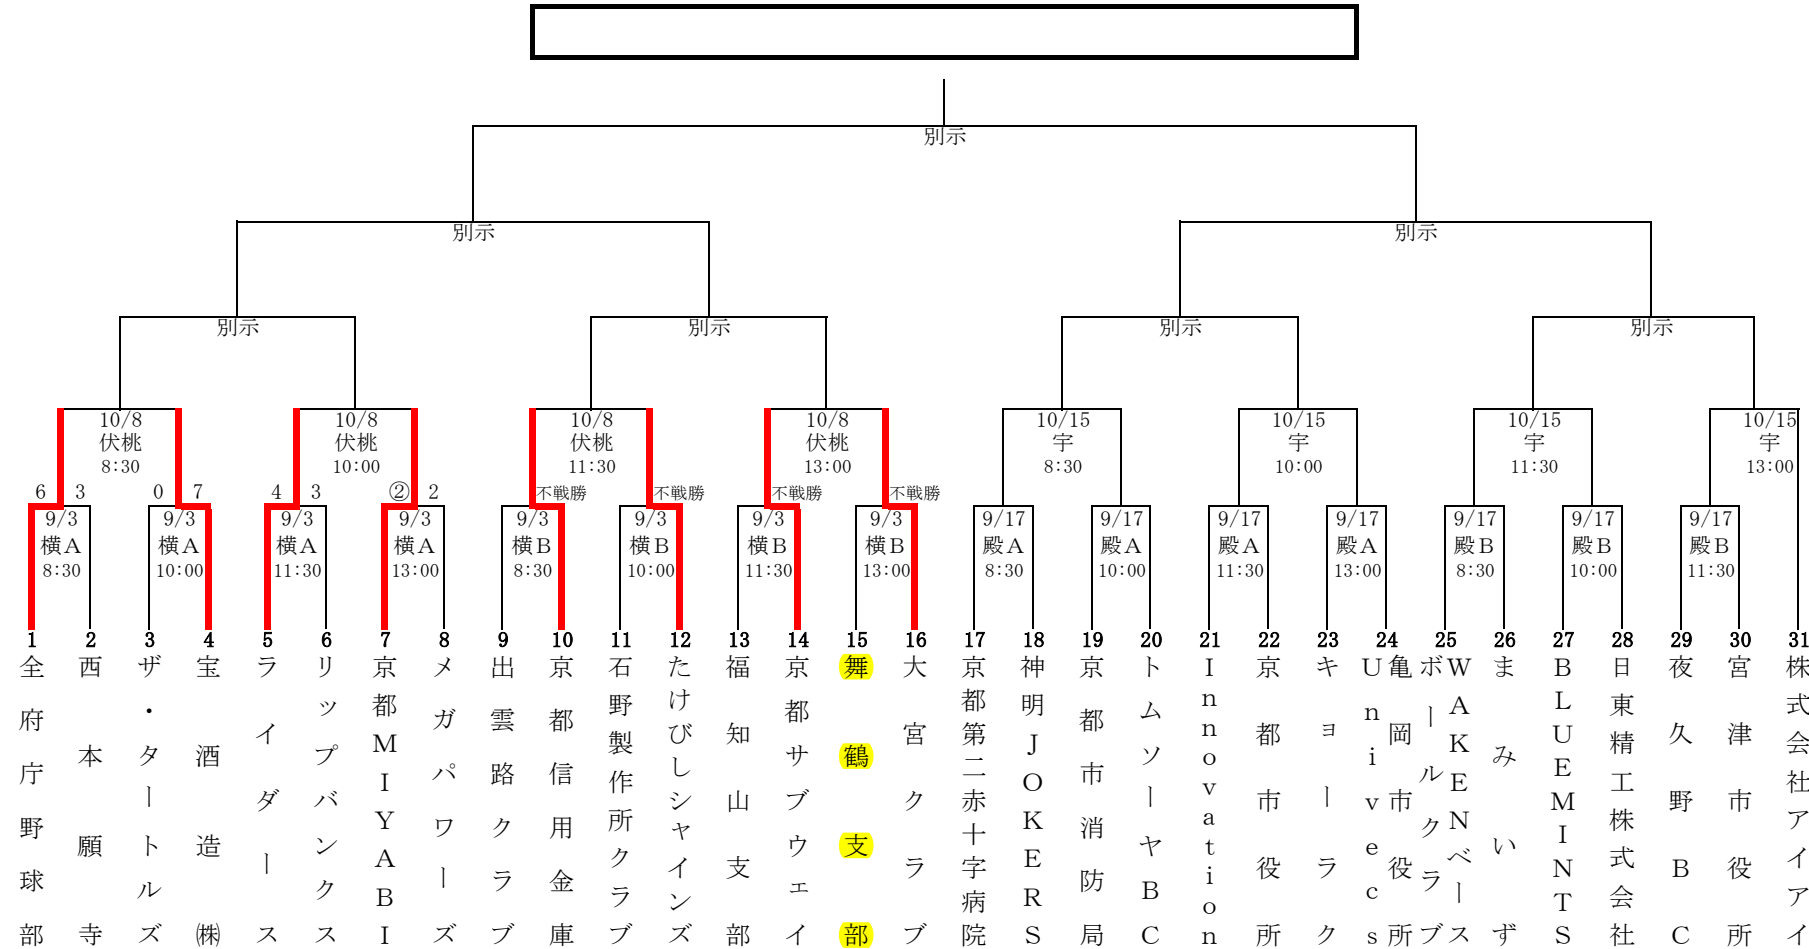 別示
別示 別示
別示 別示 別示 別示
10/8 10/8 10/8 10/8 10/15 10/15 10/15 10/15
伏桃 伏桃 伏桃 伏桃 宇 宇 宇 宇
8:30 10:00 11:30 13:00 8:30 10:00 11:30 13:00
6 3 0 7 4 3 ② 2 不戦勝 不戦勝 不戦勝 不戦勝
9/3 9/3 9/3 9/3 9/3 9/3 9/3 9/3 9/17 9/17 9/17 9/17 9/17 9/17 9/17
横A 横A 横A 横A 横B 横B 横B 横B 殿A 殿A 殿A 殿A 殿B 殿B 殿B
8:30 10:00 11:30 13:00 8:30 10:00 11:30 13:00 8:30 10:00 11:30 13:00 8:30 10:00 11:30
1 2 3 4 5 6 7 8 9 10 11 12 13 14 15 16 17 18 19 20 21 22 23 24 25 26 27 28 29 30 31
全府庁野球部
西本願寺
ザ・タートルズ
宝酒造㈱
ライダース
リップバンクス
京都MIYABI
メガパワーズ
出雲路クラブ
京都信用金庫
石野製作所クラブ
たけびしシャインズ
福知山支部
京都サブウェイ
舞鶴支部
大宮クラブ
京都第二赤十字病院
神明JOKERS
京都市消防局
トムソーヤBC
Innovation
京都市役所
キョーラク
亀岡市役所
Univecs
WAKENベース
ボールクラブ
まみいず
BLUEMINTS
日東精工株式会社
夜久野BC
宮津市役所
株式会社アイアイ